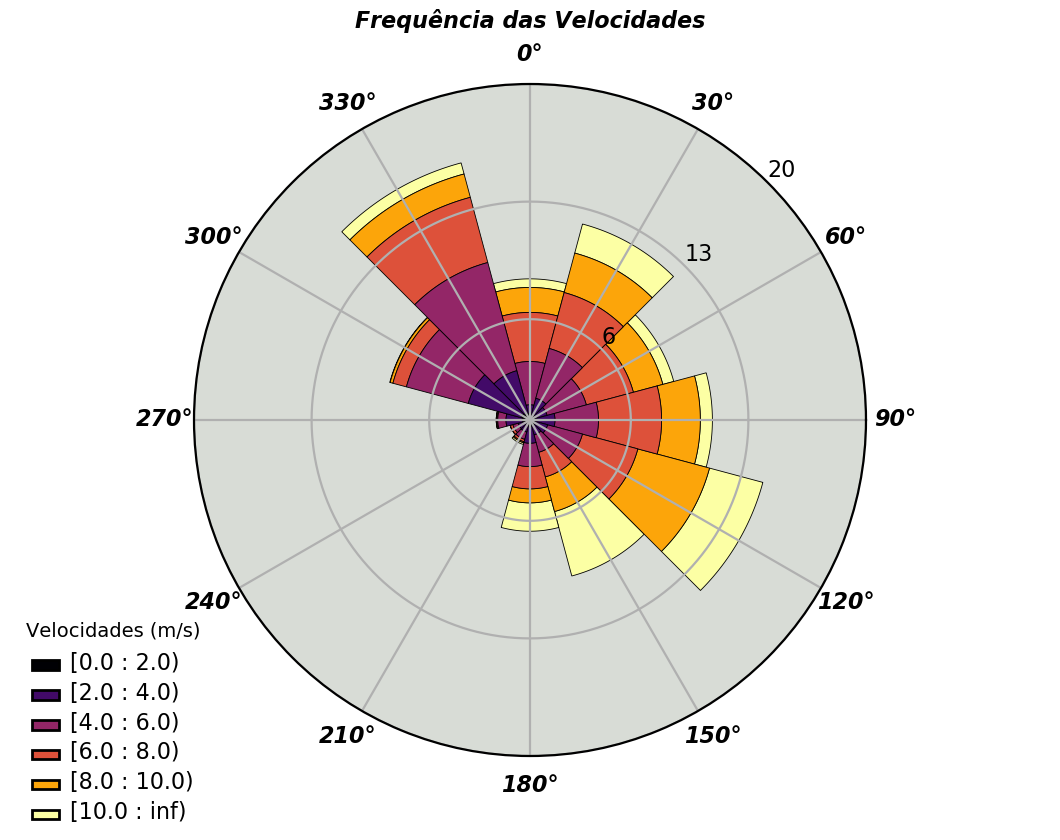 Frequência das Velocidades
0°
330°
30°
20
300°
60°
13
6
270°
90°
240°
120°
210°
150°
180°
Velocidades (m/s)
[0.0 : 2.0)
[2.0 : 4.0)
[4.0 : 6.0)
[6.0 : 8.0)
[8.0 : 10.0)
[10.0 : inf)